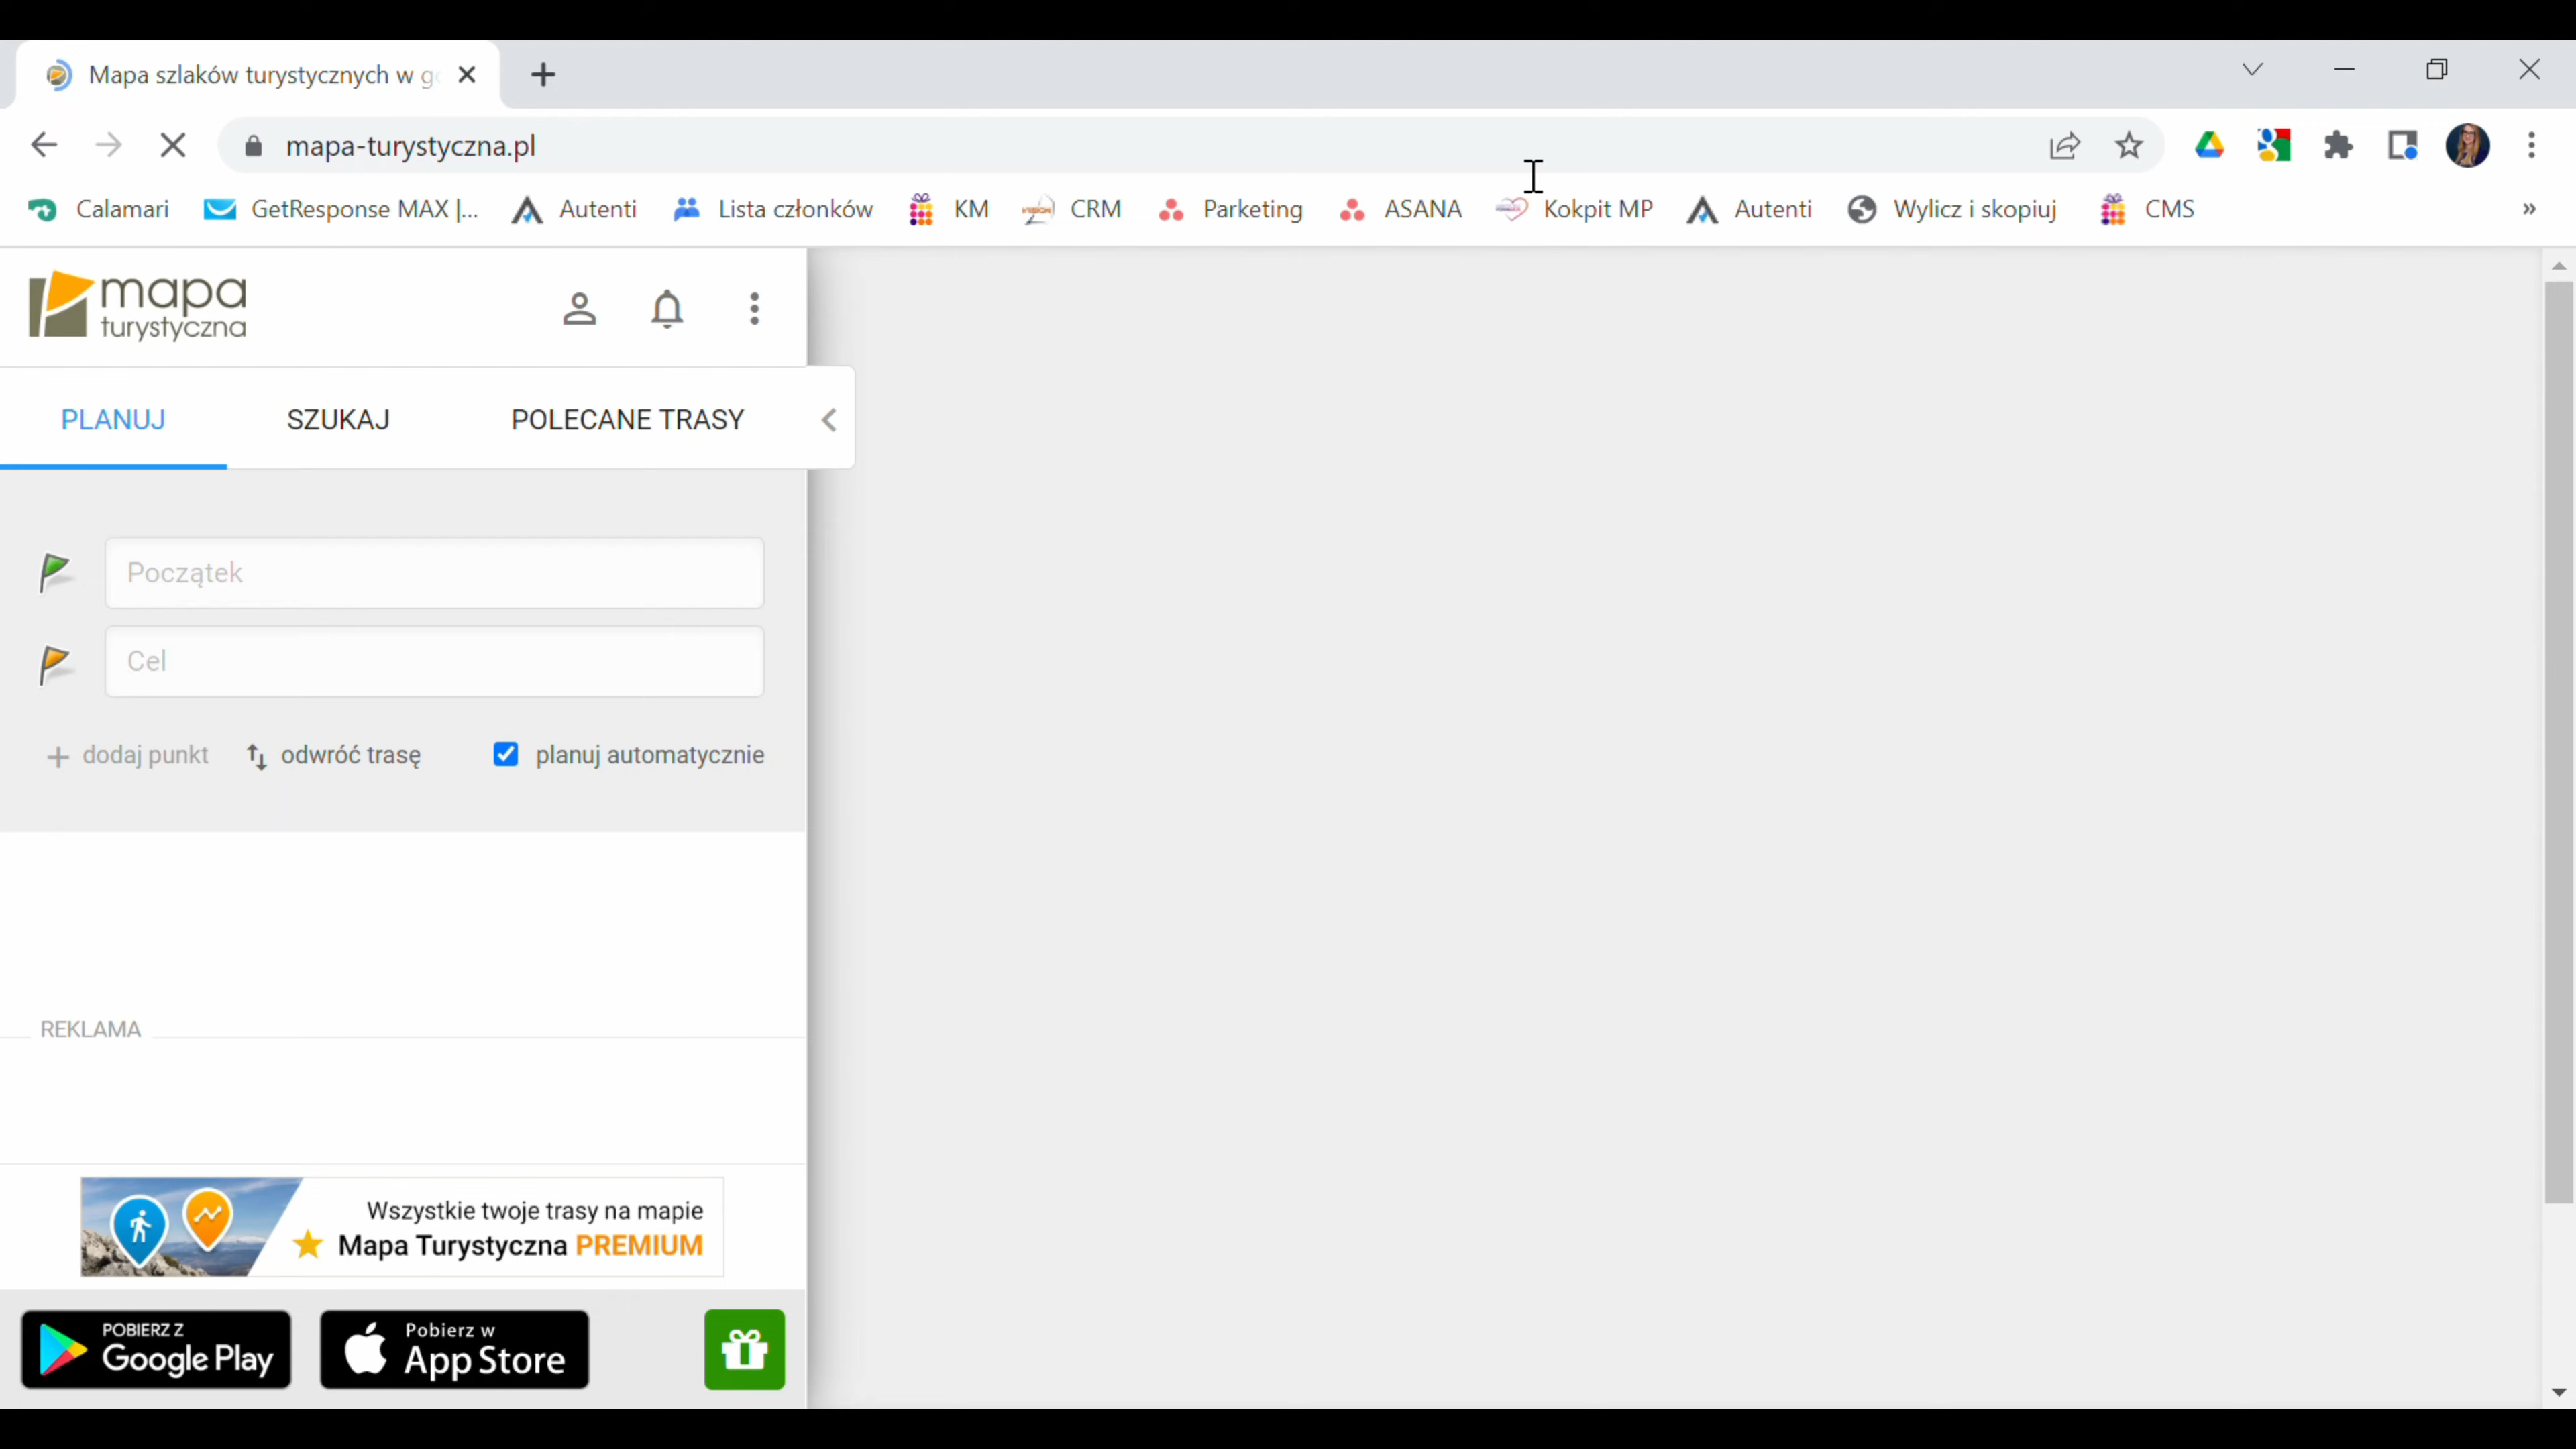 Mapa szlaków turystycznych w
mapa-turystyczna.pl
Calamari GetResponse MAX |... Autenti Lista członków KM CRM Parketing ASANA Kokpit MP Autenti Wylicz i skopiuj CMS »
mapa
turystyczna
PLANUJ SZUKAJ POLECANE TRASY
Początek
Cel
dodaj punkt odwróć trasę planuj automatycznie
REKLAMA
Wszystkie twoje trasy na mapie
Mapa Turystyczna PREMIUM
POBIERZ Z
Google Play
Pobierz w
App Store